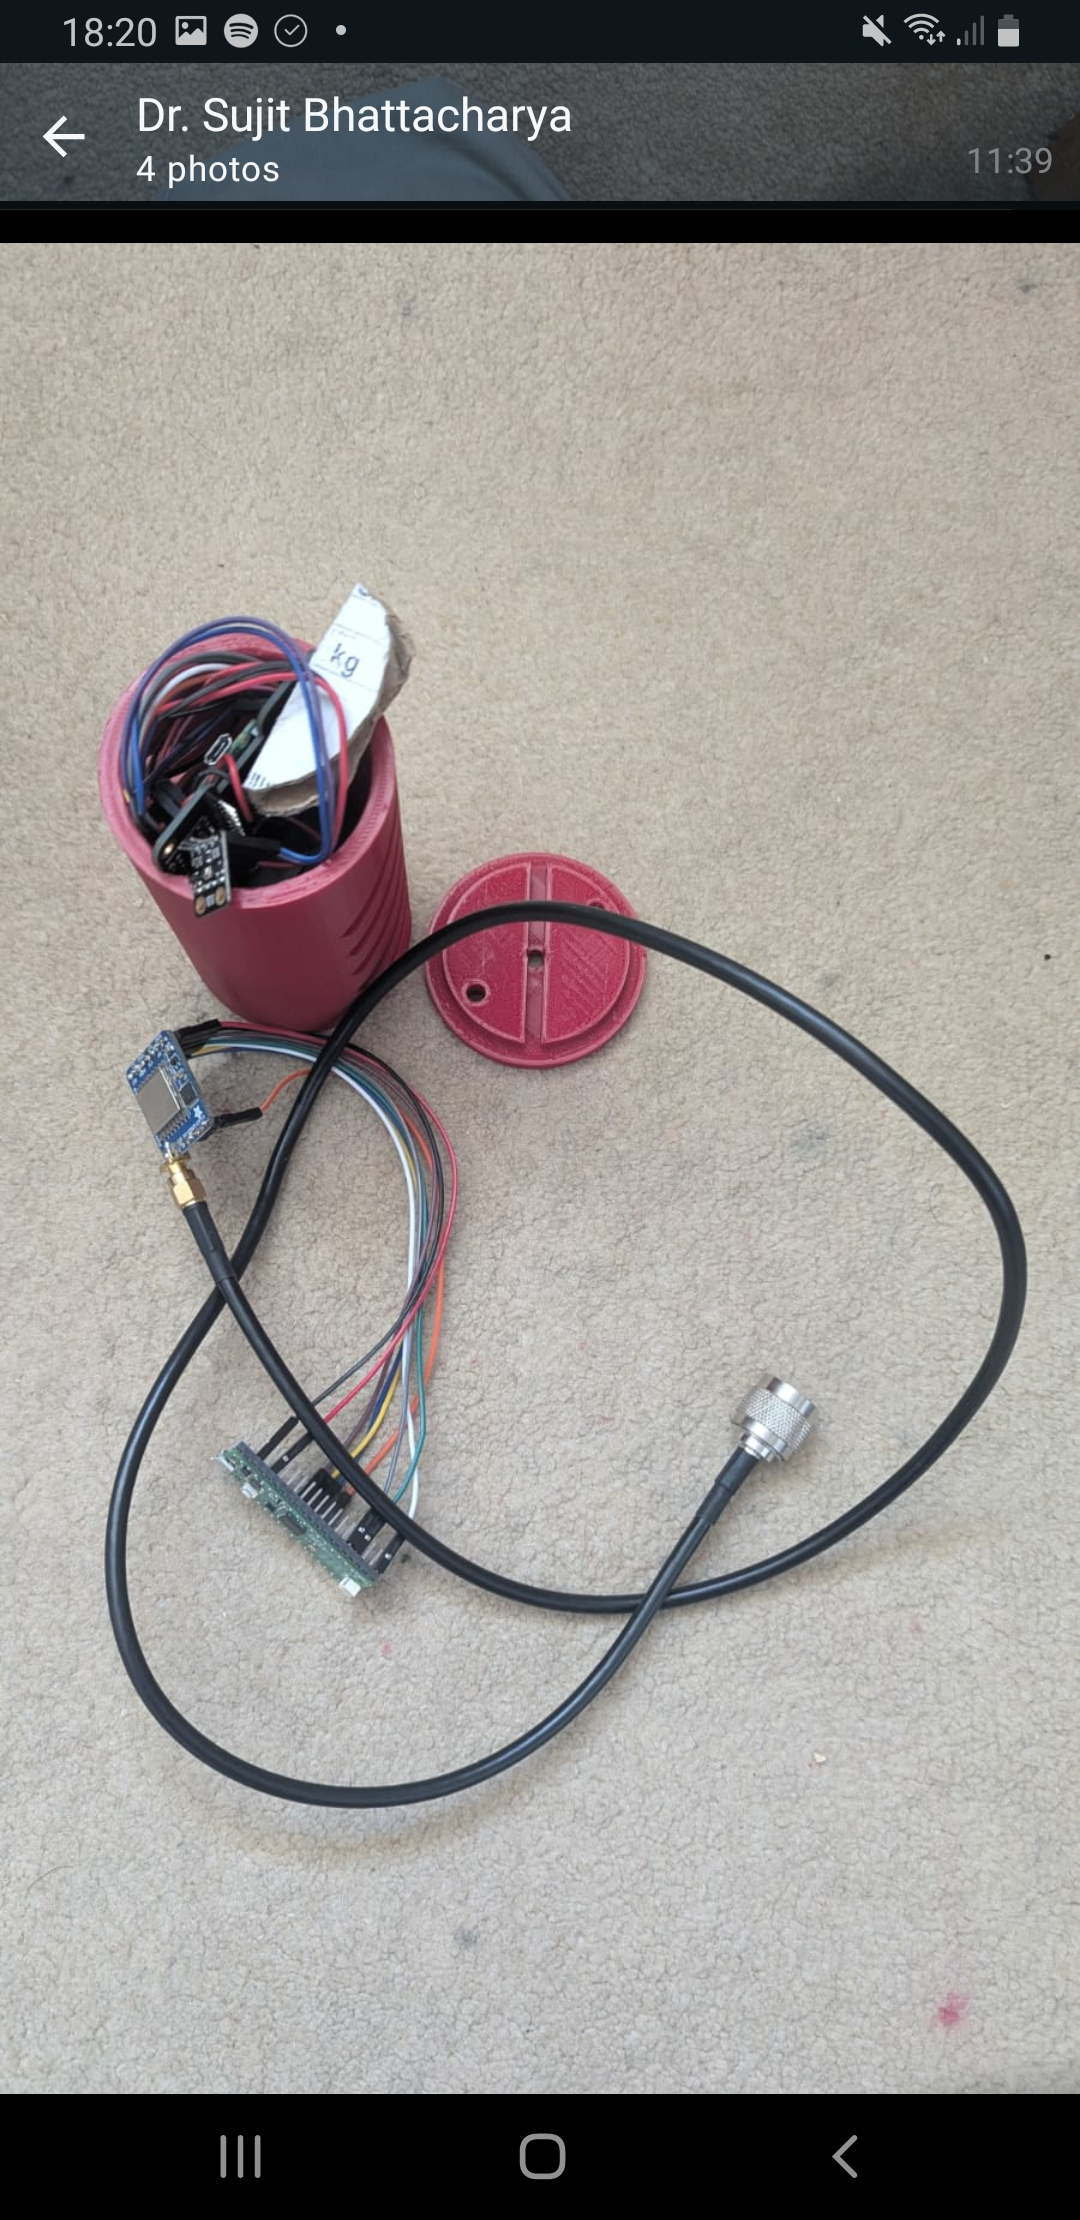 18:20
Dr. Sujit Bhattacharya
4 photos
11:39
kg